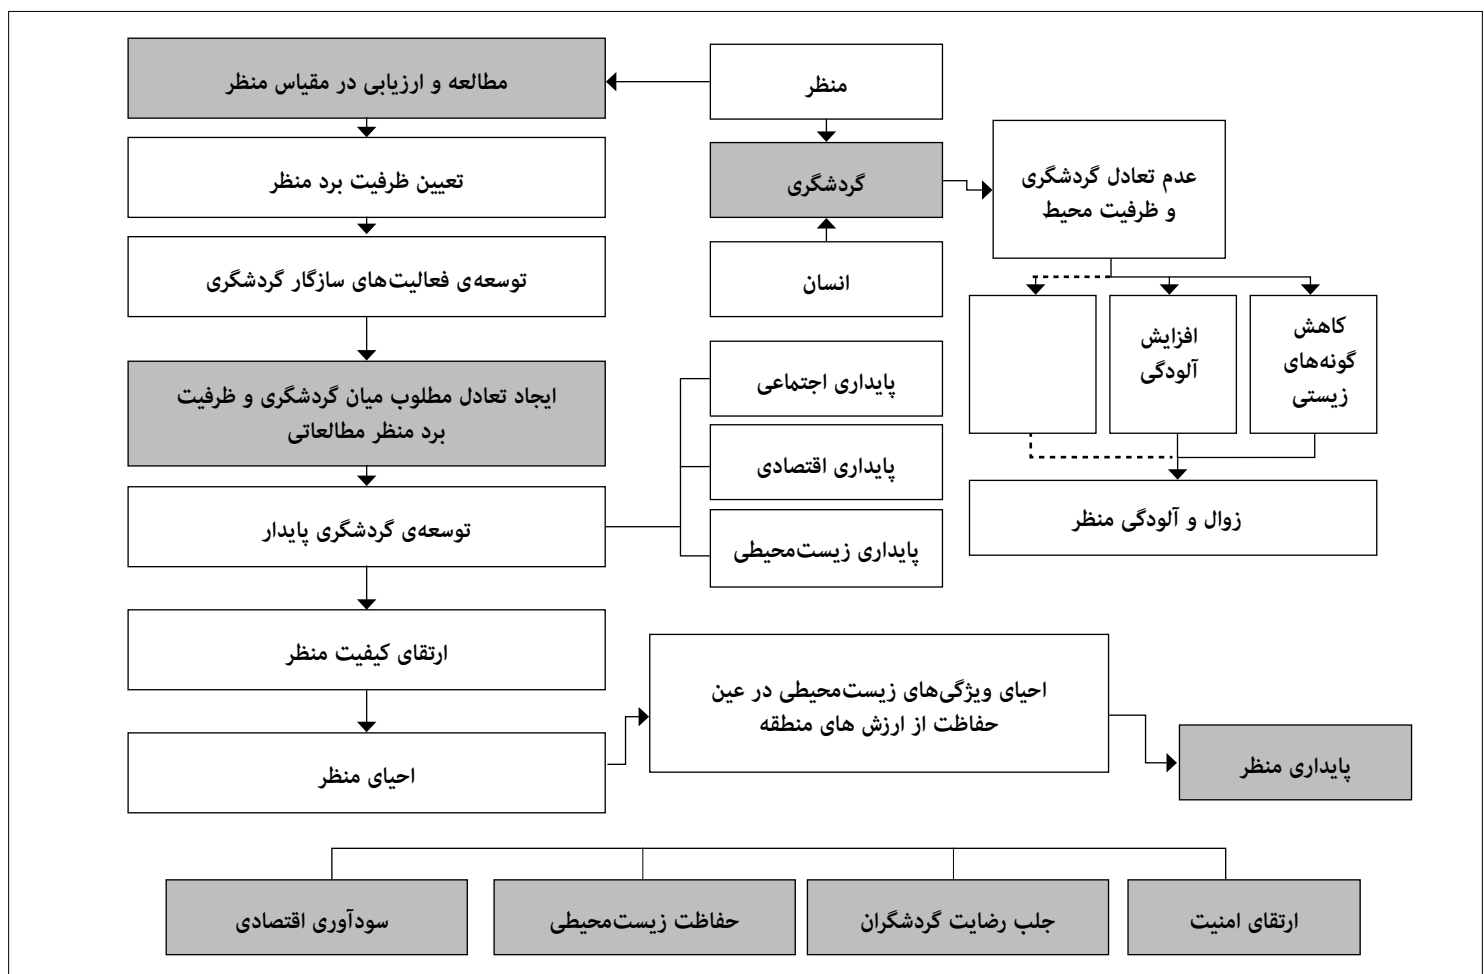 مطالعه و ارزیابی در مقیاس منظر
منظر
تعیین ظرفیت برد منظر
گردشگری
عدم تعادل گردشگری
و ظرفیت محیط
توسعه‌ی فعالیت‌های سازگار گردشگری
انسان
کاهش
گونه‌های
زیستی
افزایش
آلودگی
ایجاد تعادل مطلوب میان گردشگری و ظرفیت
برد منظر مطالعاتی
پایداری اجتماعی
پایداری اقتصادی
پایداری زیست‌محیطی
زوال و آلودگی منظر
توسعه‌ی گردشگری پایدار
ارتقای کیفیت منظر
احیای ویژگی‌های زیست‌محیطی در عین
حفاظت از ارزش های منطقه
احیای منظر
پایداری منظر
ارتقای امنیت
جلب رضایت گردشگران
حفاظت زیست‌محیطی
سودآوری اقتصادی